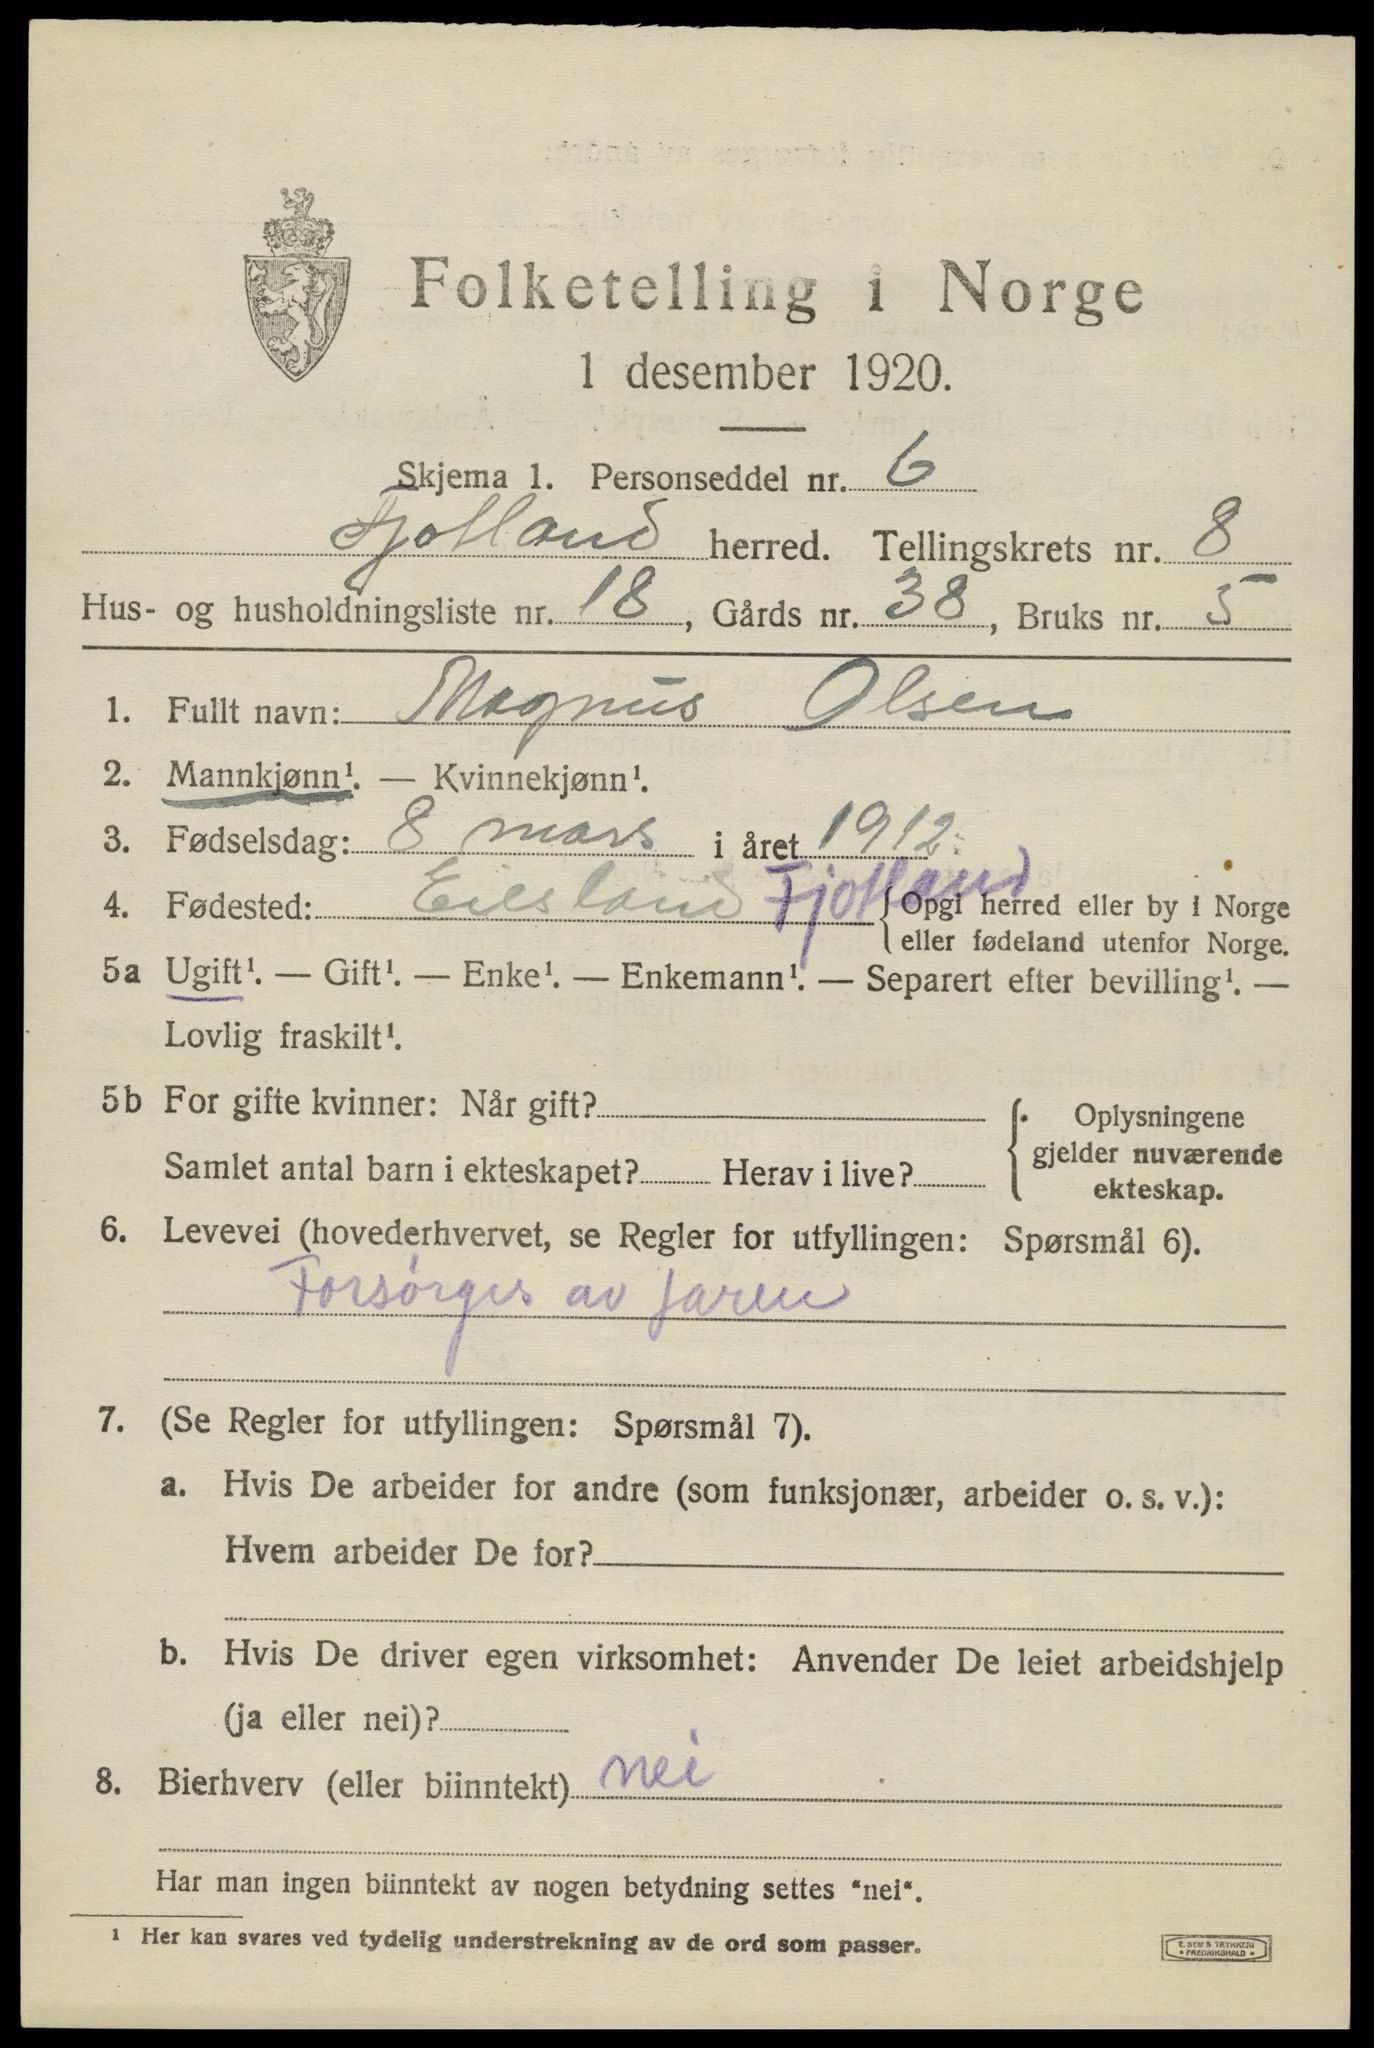 Folketelling i Norge
1 desember 1920.
Skjema 1. Personseddel nr. 6
Fjotland herred. Tellingskrets nr. 8
Hus- og husholdningsliste nr. 18, Gårds nr. 38, Bruks nr. 5
1. Fullt navn: Magnus Olsen
2. Mannkjønn¹. — Kvinnekjønn¹.
3. Fødselsdag: 8 mars i året 1912
4. Fødested: Eilsland Fjotland { Opgi herred eller by i Norge
eller fødeland utenfor Norge.
5a Ugift¹. — Gift¹. — Enke¹. — Enkemann¹. — Separert efter bevilling¹. —
Lovlig fraskilt¹.
5b For gifte kvinner: Når gift?
Samlet antal barn i ekteskapet? Herav i live?
Oplysningene
gjelder nuværende
ekteskap.
6. Levevei (hovederhvervet, se Regler for utfyllingen: Spørsmål 6).
Forsørges av faren
7. (Se Regler for utfyllingen: Spørsmål 7).
a. Hvis De arbeider for andre (som funksjonær, arbeider o. s. v.):
Hvem arbeider De for?
b. Hvis De driver egen virksomhet: Anvender De leiet arbeidshjelp
(ja eller nei)?
8. Bierhverv (eller biinntekt) nei
Har man ingen biinntekt av nogen betydning settes "nei".
¹ Her kan svares ved tydelig understrekning av de ord som passer.
E. SEM'S TRYKKERI
• FREDRIKSHALD •